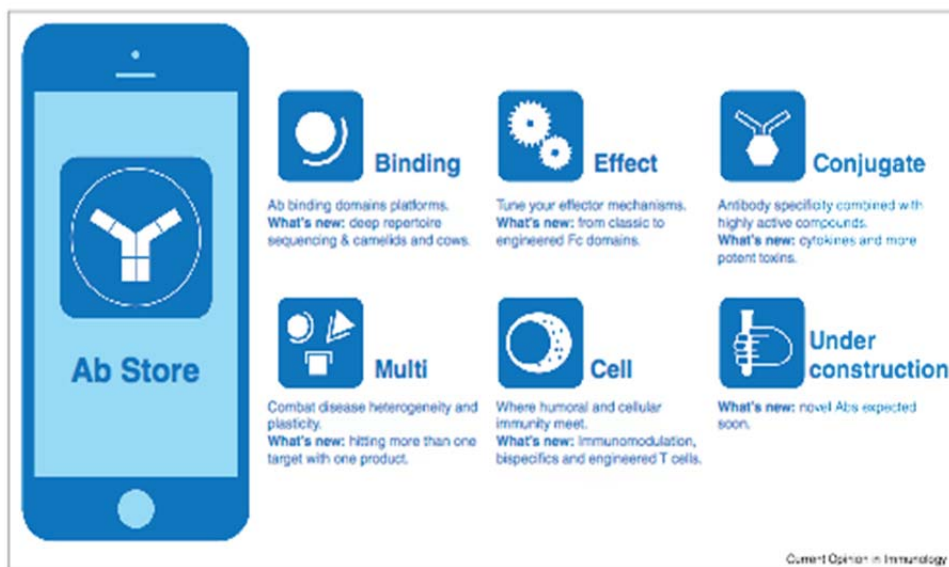 Ab Store
Binding
Ab binding domains platforms.
What's new: deep repertoire
sequencing & camelids and cows.
Effect
Tune your effector mechanisms.
What's new: from classic to
engineered Fc domains.
Conjugate
Antibody specificity combined with
highly active compounds.
What's new: cytokines and more
potent toxins.
Multi
Combat disease heterogeneity and
plasticity.
What's new: hitting more than one
target with one product.
Cell
Where humoral and cellular
immunity meet.
What's new: Immunomodulation,
bispecifics and engineered T cells.
Under
construction
What's new: novel Abs expected
soon.
Current Opinion in Immunology